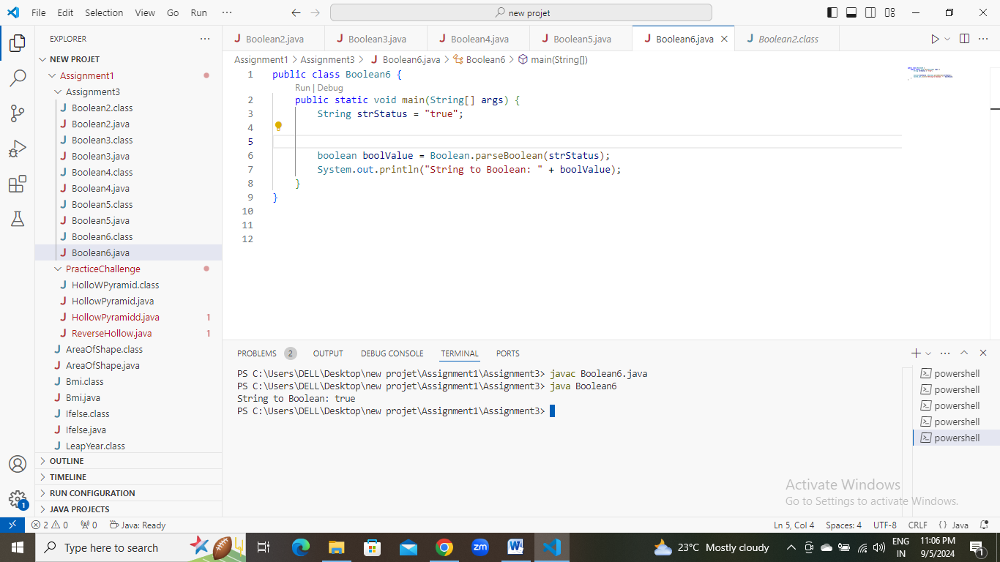 File Edit Selection View Go Run ···
new projet
EXPLORER ···
NEW PROJET
Assignment1
Assignment3
J Boolean2.class
J Boolean2.java
J Boolean3.class
J Boolean3.java
J Boolean4.class
J Boolean4.java
J Boolean5.class
J Boolean5.java
J Boolean6.class
J Boolean6.java
PracticeChallenge
J HolloWPyramid.class
J HollowPyramid.java
J HollowPyramidd.java 1
J ReverseHollow.java 1
J AreaOfShape.class
J AreaOfShape.java
J Bmi.class
J Bmi.java
J Ifelse.class
J Ifelse.java
J LeapYear.class
OUTLINE
TIMELINE
RUN CONFIGURATION
JAVA PROJECTS
1
J Boolean2.java J Boolean3.java J Boolean4.java J Boolean5.java J Boolean6.java J Boolean2.class
Assignment1 > Assignment3 > J Boolean6.java > Boolean6 > main(String[])
1 public class Boolean6 {
Run | Debug
2 public static void main(String[] args) {
3 String strStatus = "true";
4
5
6 boolean boolValue = Boolean.parseBoolean(strStatus);
7 System.out.println("String to Boolean: " + boolValue);
8 }
9 }
10
11
12
PROBLEMS 2 OUTPUT DEBUG CONSOLE TERMINAL PORTS
PS C:\Users\DELL\Desktop\new projet\Assignment1\Assignment3> javac Boolean6.java
PS C:\Users\DELL\Desktop\new projet\Assignment1\Assignment3> java Boolean6
String to Boolean: true
PS C:\Users\DELL\Desktop\new projet\Assignment1\Assignment3>
powershell
powershell
powershell
powershell
powershell
Activate Windows
Go to Settings to activate Windows.
2 0 0 Java: Ready Ln 5, Col 4 Spaces: 4 UTF-8 CRLF {} Java
Type here to search
zm
W
23°C Mostly cloudy
ENG
IN
11:06 PM
9/5/2024
1